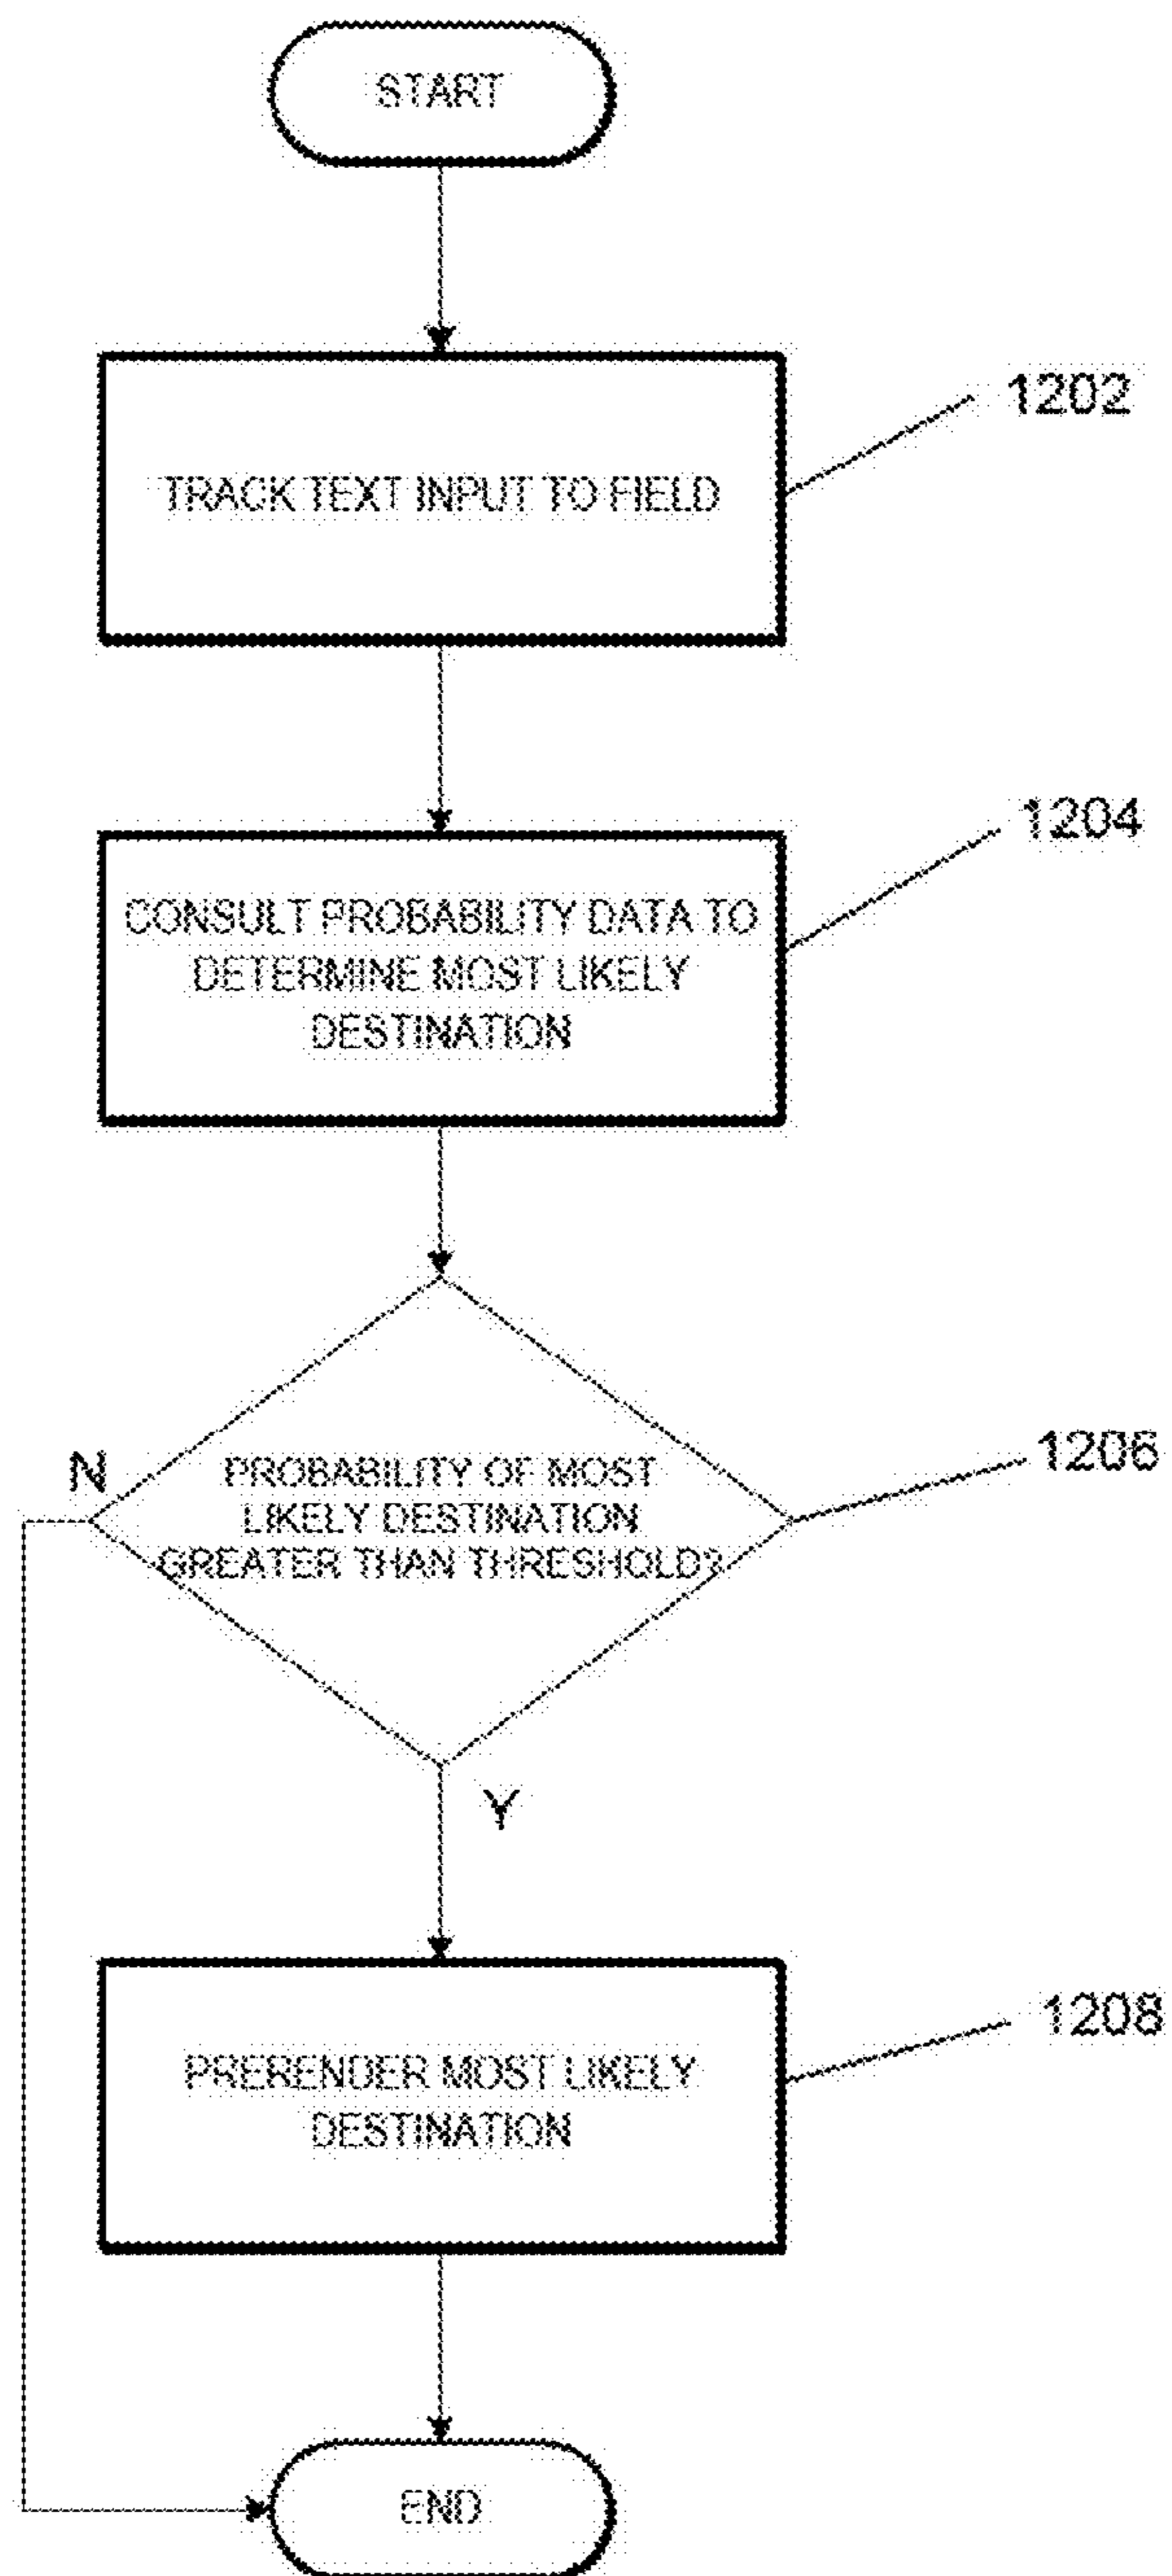 START
TRACK TEXT INPUT TO FIELD
1202
CONSULT PROBABILITY DATA TO
DETERMINE MOST LIKELY
DESTINATION
1204
N
PROBABILITY OF MOST
LIKELY DESTINATION
GREATER THAN THRESHOLD?
1206
Y
PRERENDER MOST LIKELY
DESTINATION
1208
END